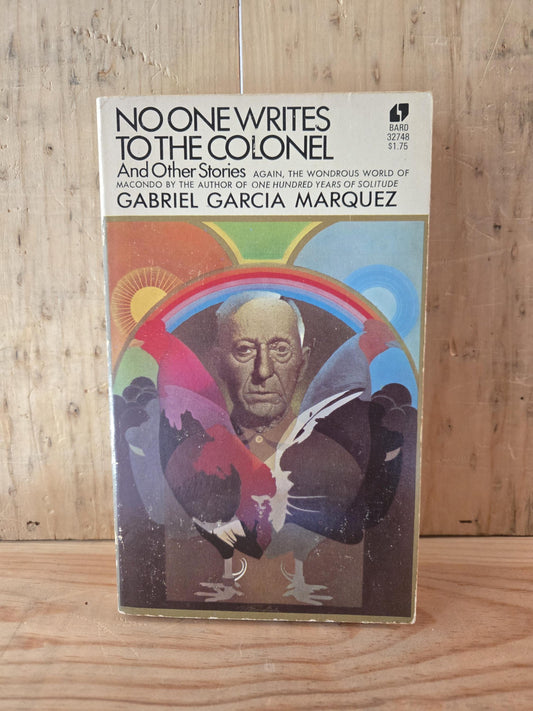 NO ONE WRITES
TO THE COLONEL
And Other Stories AGAIN, THE WONDROUS WORLD OF
MACONDO BY THE AUTHOR OF ONE HUNDRED YEARS OF SOLITUDE
GABRIEL GARCIA MARQUEZ
BARD
32748
$1.75